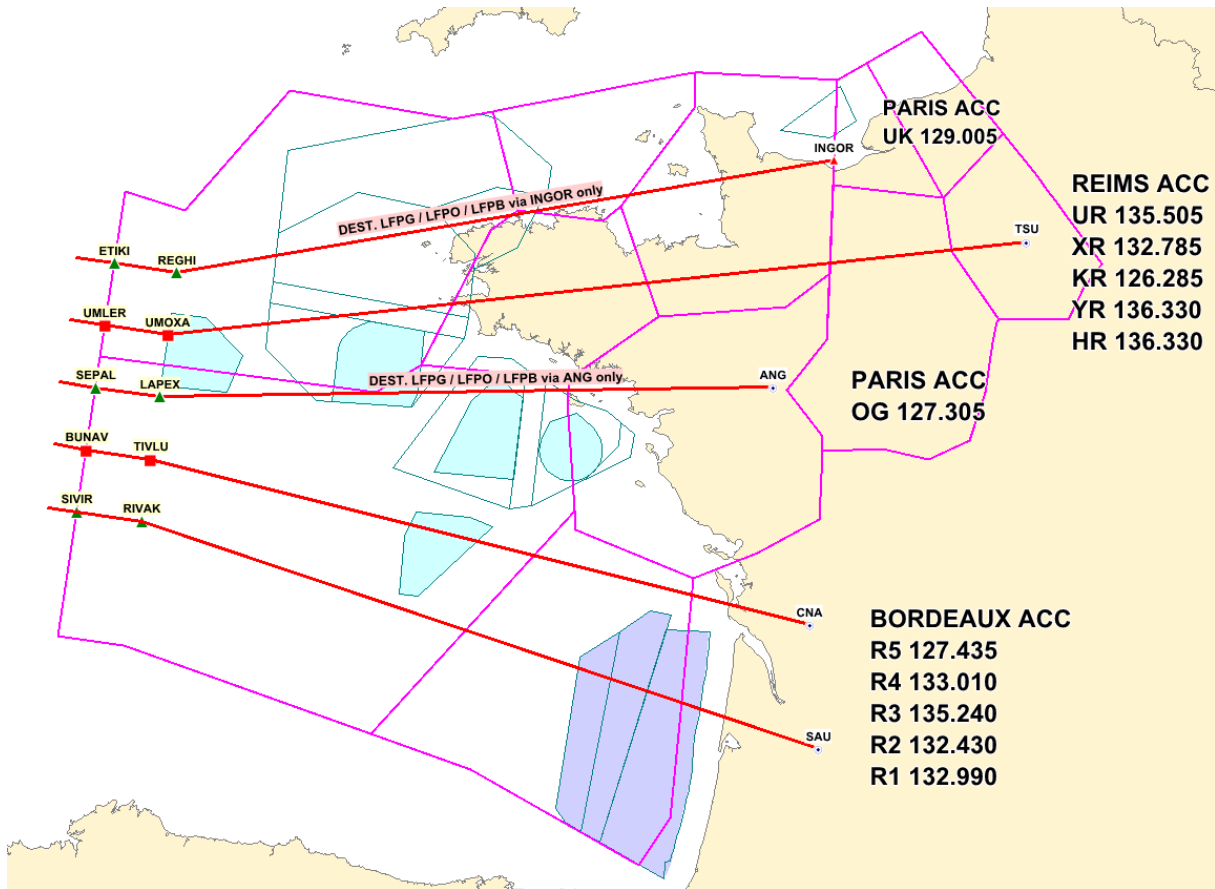 PARIS ACC
UK 129.005
INGOR
DEST. LFPG / LFPO / LFPB via INGOR only
REIMS ACC
UR 135.505
XR 132.785
KR 126.285
YR 136.330
HR 136.330
TSU
ETIKI
REGHI
UMLER
UMOXA
SEPAL
LAPEX
DEST. LFPG / LFPO / LFPB via ANG only
ANG
PARIS ACC
OG 127.305
BUNAV
TIVLU
SIVIR
RIVAK
CNA
BORDEAUX ACC
R5 127.435
R4 133.010
R3 135.240
R2 132.430
R1 132.990
SAU